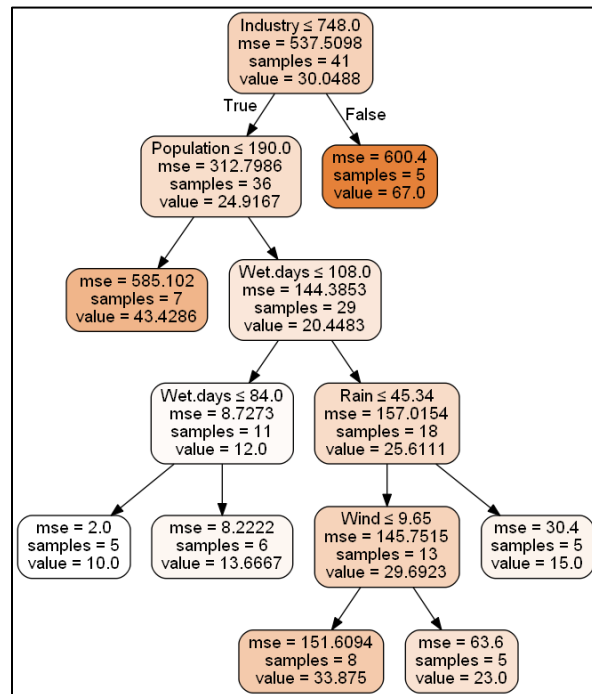 Industry ≤ 748.0
mse = 537.5098
samples = 41
value = 30.0488
True
False
Population ≤ 190.0
mse = 312.7986
samples = 36
value = 24.9167
mse = 600.4
samples = 5
value = 67.0
mse = 585.102
samples = 7
value = 43.4286
Wet.days ≤ 108.0
mse = 144.3853
samples = 29
value = 20.4483
Wet.days ≤ 84.0
mse = 8.7273
samples = 11
value = 12.0
Rain ≤ 45.34
mse = 157.0154
samples = 18
value = 25.6111
mse = 2.0
samples = 5
value = 10.0
mse = 8.2222
samples = 6
value = 13.6667
Wind ≤ 9.65
mse = 145.7515
samples = 13
value = 29.6923
mse = 30.4
samples = 5
value = 15.0
mse = 151.6094
samples = 8
value = 33.875
mse = 63.6
samples = 5
value = 23.0